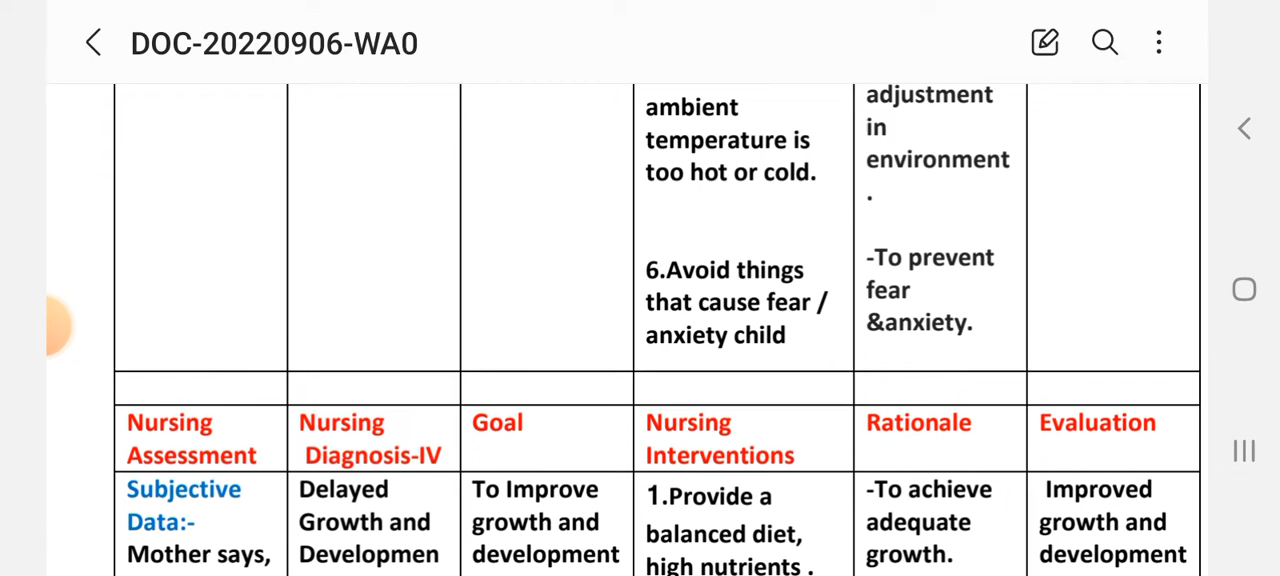 DOC-20220906-WA0
ambient
temperature is
too hot or cold.
6.Avoid things
that cause fear /
anxiety child
adjustment
in
environment
.
-To prevent
fear
&anxiety.
Nursing
Assessment
Nursing
Diagnosis-IV
Goal
Nursing
Interventions
Rationale
Evaluation
Subjective
Data:-
Mother says,
Delayed
Growth and
Developmen
To Improve
growth and
development
1.Provide a
balanced diet,
high nutrients .
-To achieve
adequate
growth.
Improved
growth and
development